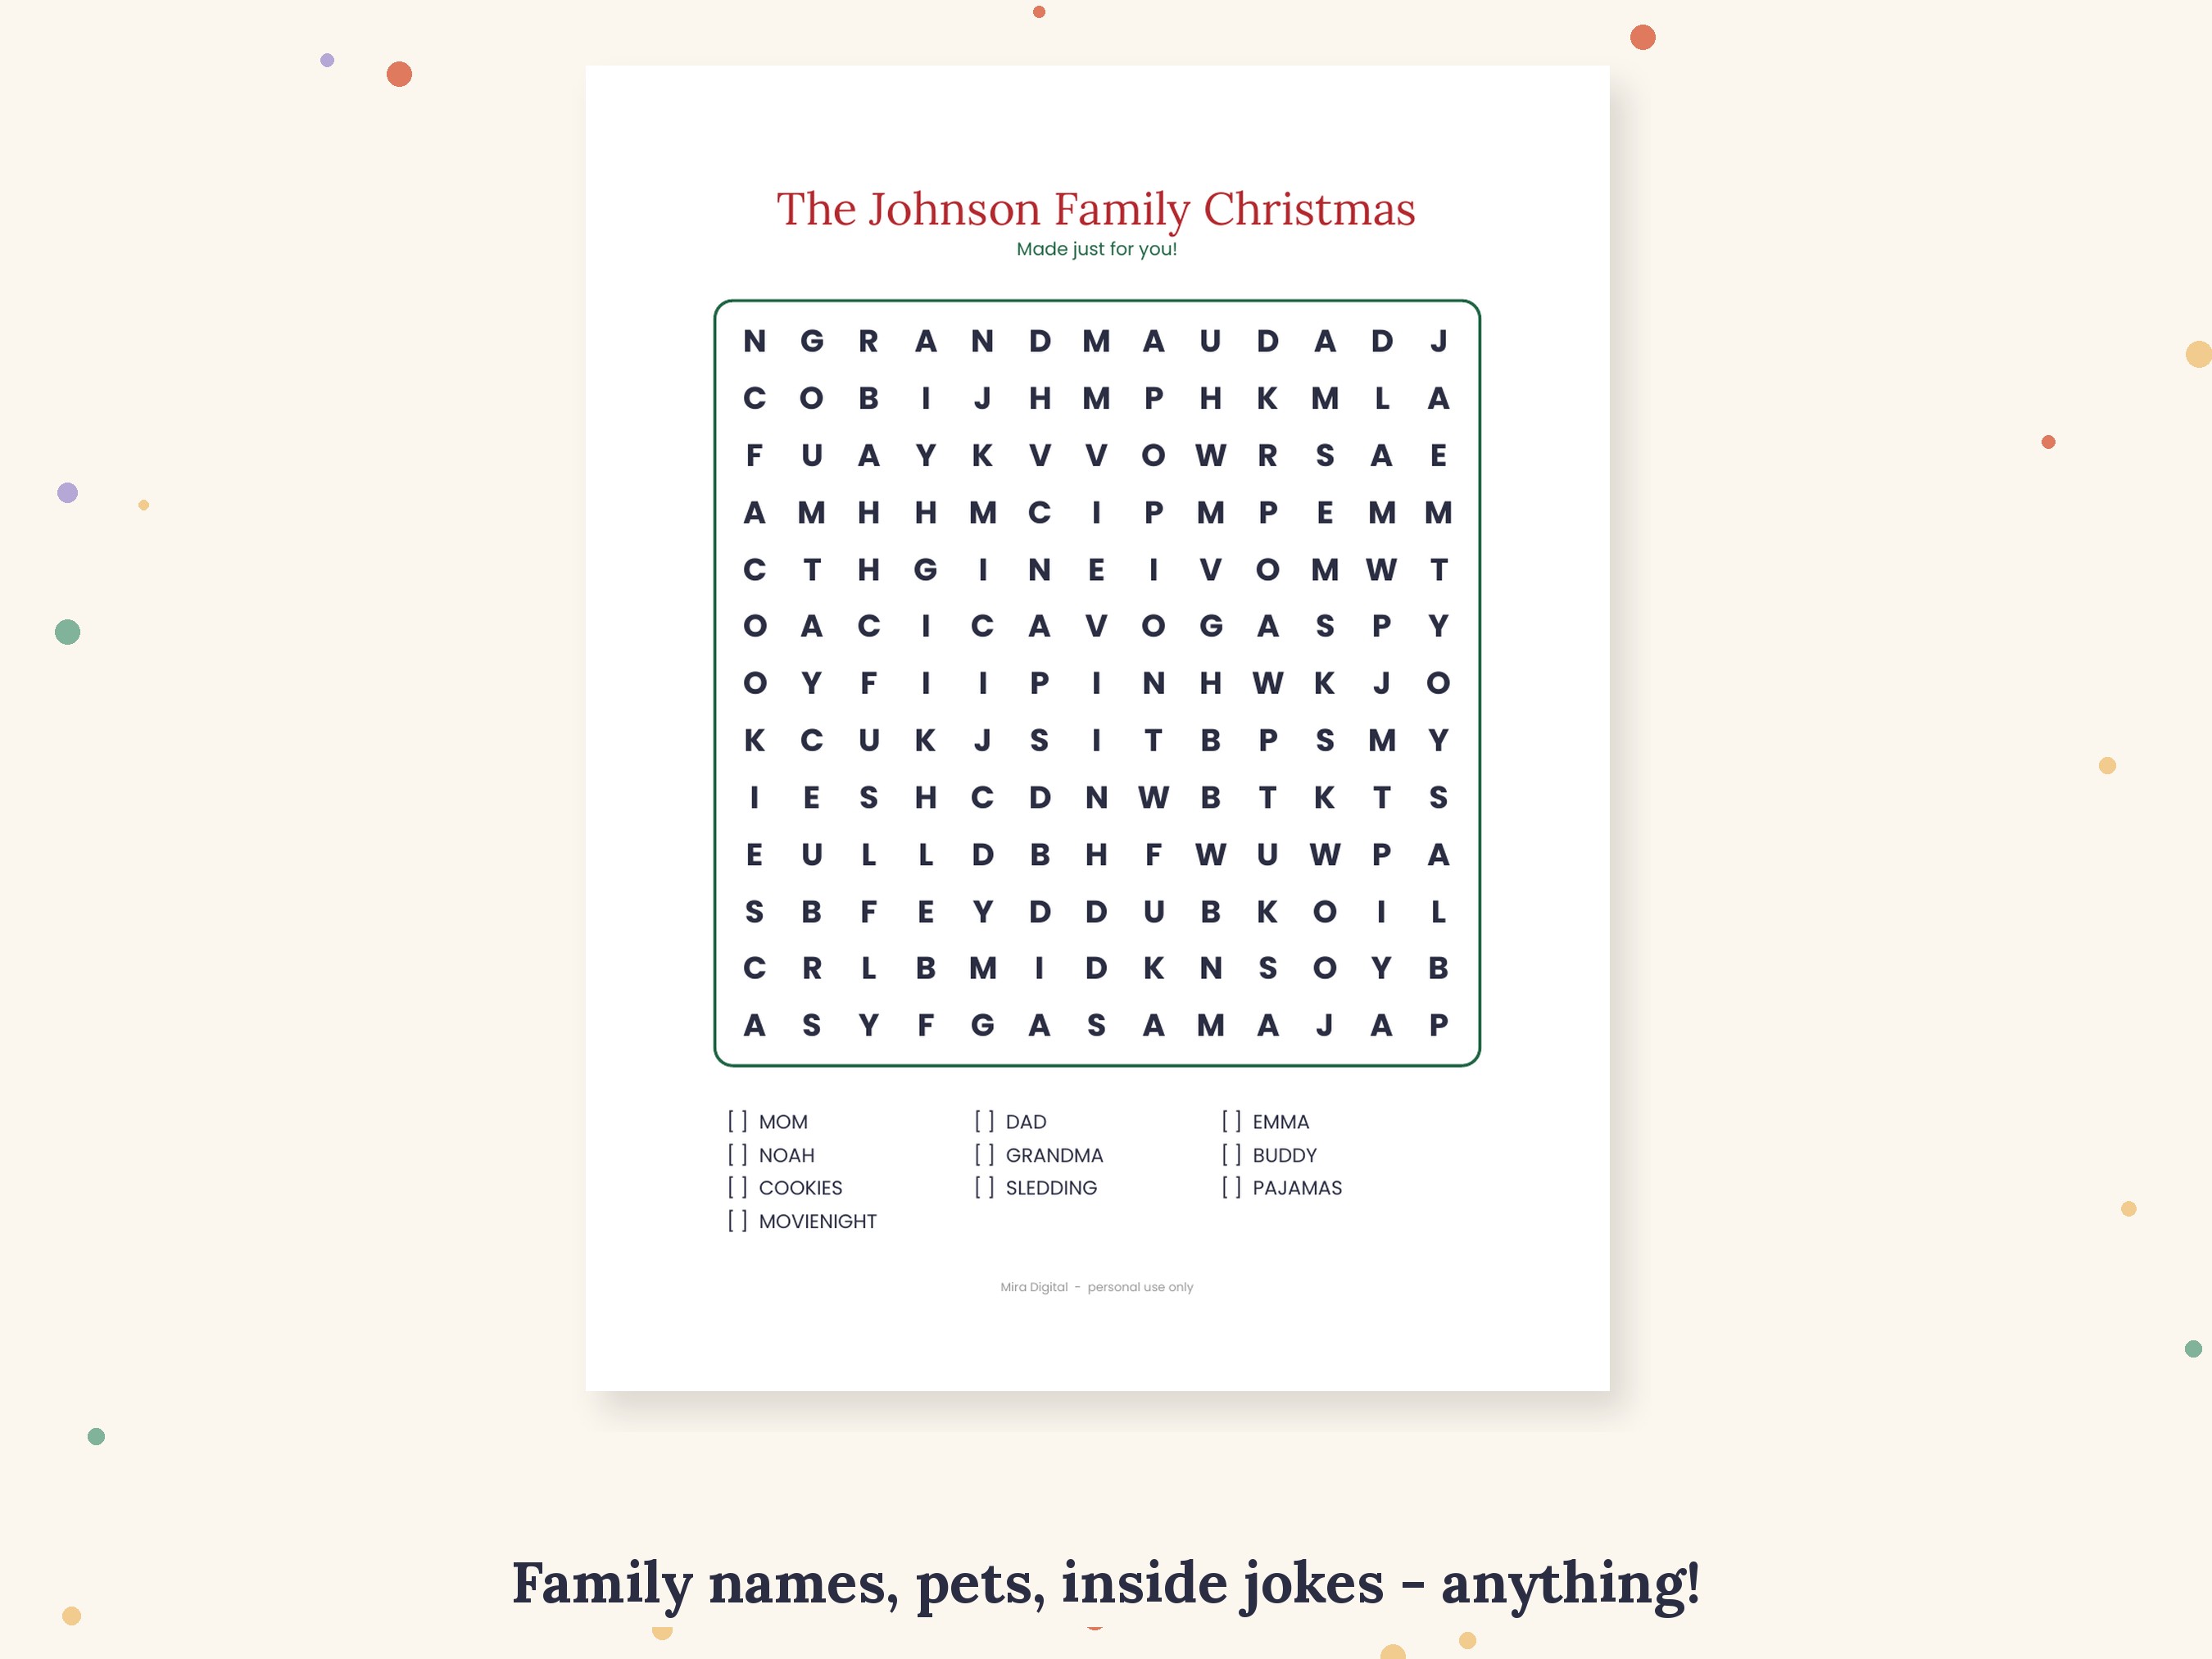 The Johnson Family Christmas
Made just for you!
N G R A N D M A U D A D J
C O B I J H M P H K M L A
F U A Y K V V O W R S A E
A M H H M C I P M P E M M
C T H G I N E I V O M W T
O A C I C A V O G A S P Y
O Y F I I P I N H W K J O
K C U K J S I T B P S M Y
I E S H C D N W B T K T S
E U L L D B H F W U W P A
S B F E Y D D U B K O I L
C R L B M I D K N S O Y B
A S Y F G A S A M A J A P
[ ] MOM [ ] DAD [ ] EMMA
[ ] NOAH [ ] GRANDMA [ ] BUDDY
[ ] COOKIES [ ] SLEDDING [ ] PAJAMAS
[ ] MOVIENIGHT
Mira Digital - personal use only
Family names, pets, inside jokes - anything!